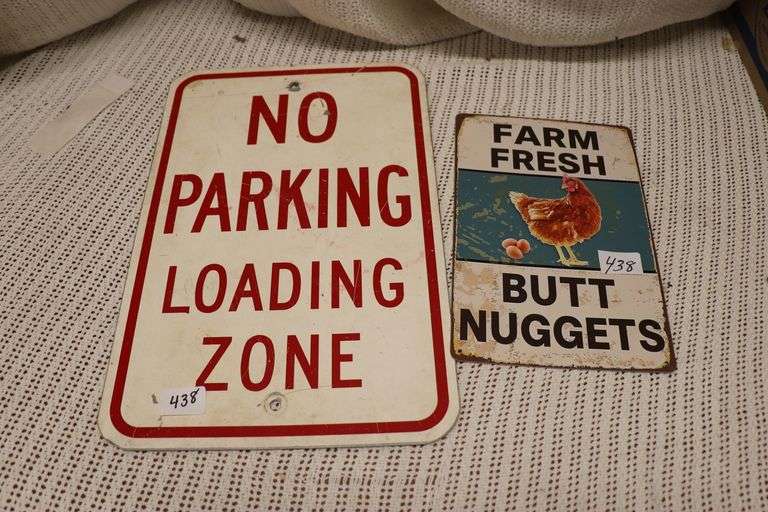 NO
PARKING
LOADING
ZONE
438
FARM
FRESH
438
BUTT
NUGGETS